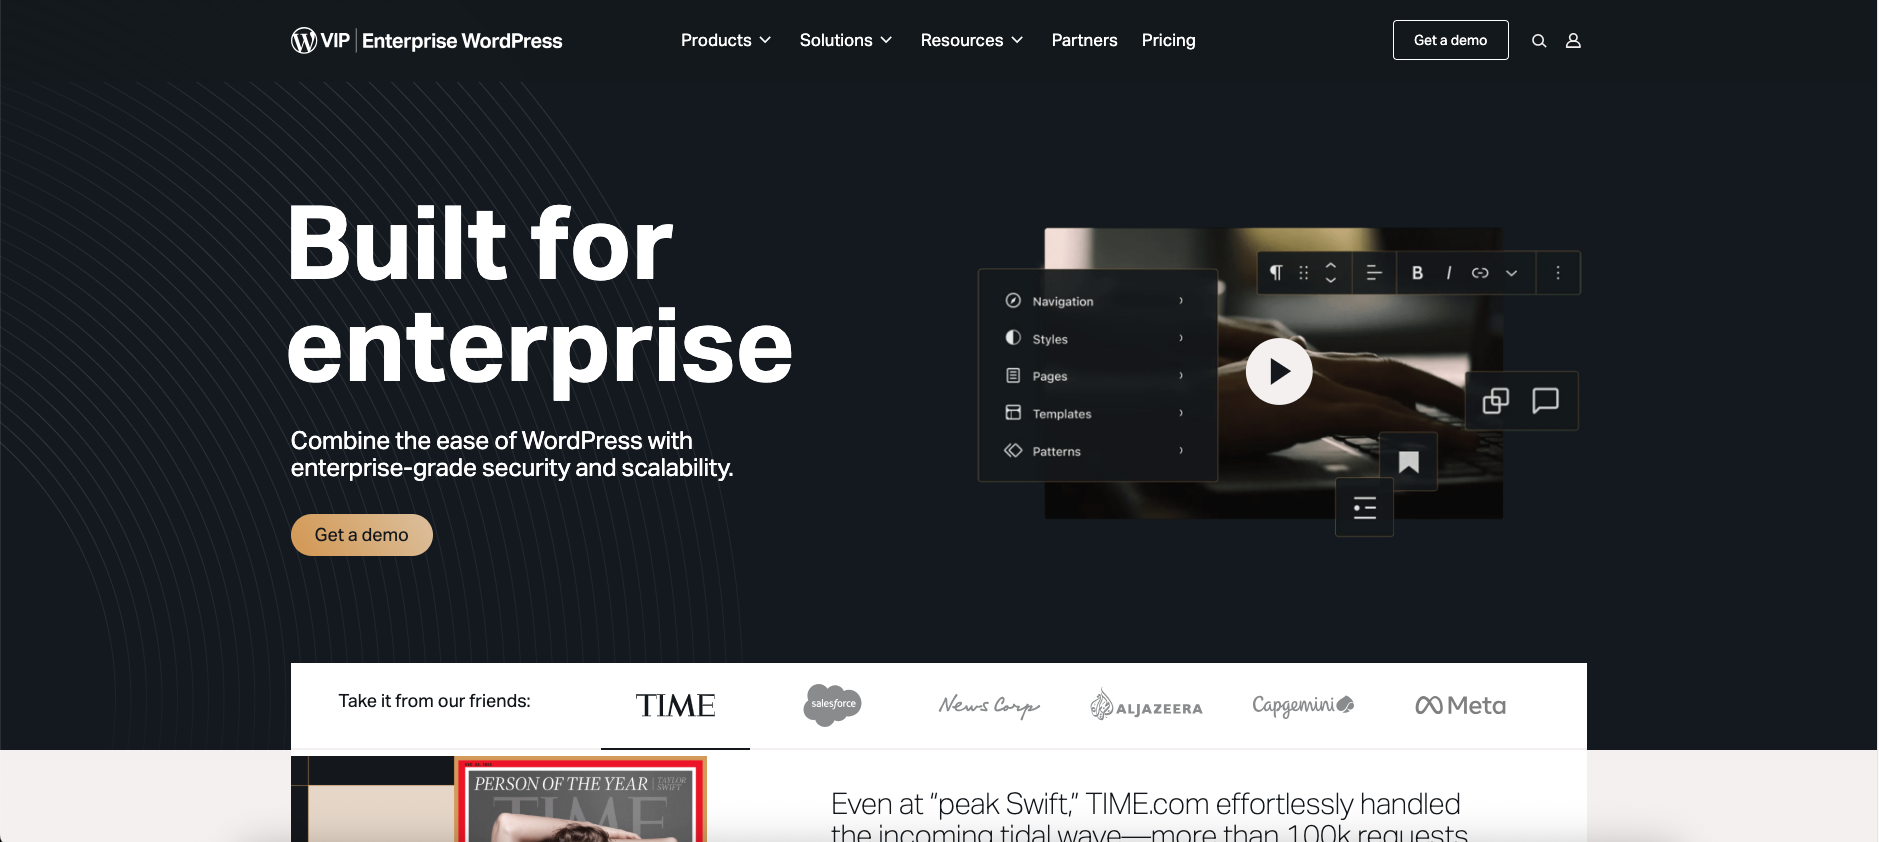 VIP | Enterprise WordPress
Products
Solutions
Resources
Partners
Pricing
Get a demo
Built for
enterprise
Combine the ease of WordPress with
enterprise-grade security and scalability.
Get a demo
Navigation
Styles
Pages
Templates
Patterns
B I
Take it from our friends:
TIME
salesforce
News Corp
ALJAZEERA
Capgemini
Meta
PERSON OF THE YEAR | TAYLOR SWIFT
TIME
Even at “peak Swift,” TIME.com effortlessly handled
the incoming tidal wave—more than 100k requests